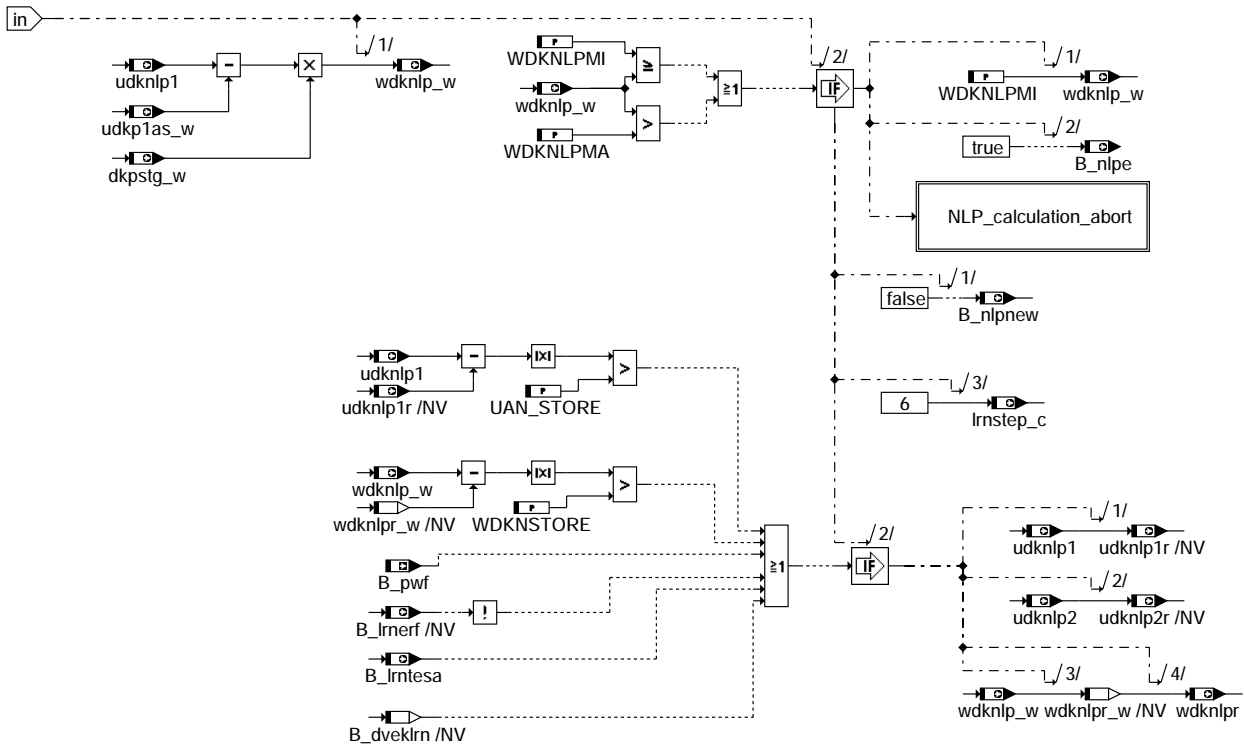 in
/1/
/2/
/1/
udknlp1
-
×
wdknlp_w
udkp1as_w
dkpstg_w
P
WDKNLPMI
≥
wdknlp_w
≥1
IF
>
P
WDKNLPMA
P
WDKNLPMI
wdknlp_w
/2/
true
B_nlpe
NLP_calculation_abort
/1/
false
B_nlpnew
udknlp1
-
|x|
>
udknlp1r /NV
P
UAN_STORE
/3/
6
lrnstep_c
wdknlp_w
-
|x|
>
wdknlpr_w /NV
P
WDKNSTORE
/2/
/1/
≥1
IF
udknlp1
udknlp1r /NV
B_pwf
/2/
B_lrnerf /NV
!
udknlp2
udknlp2r /NV
B_lrntesa
/3/
/4/
wdknlp_w
wdknlpr_w /NV
wdknlpr
B_dveklrn /NV